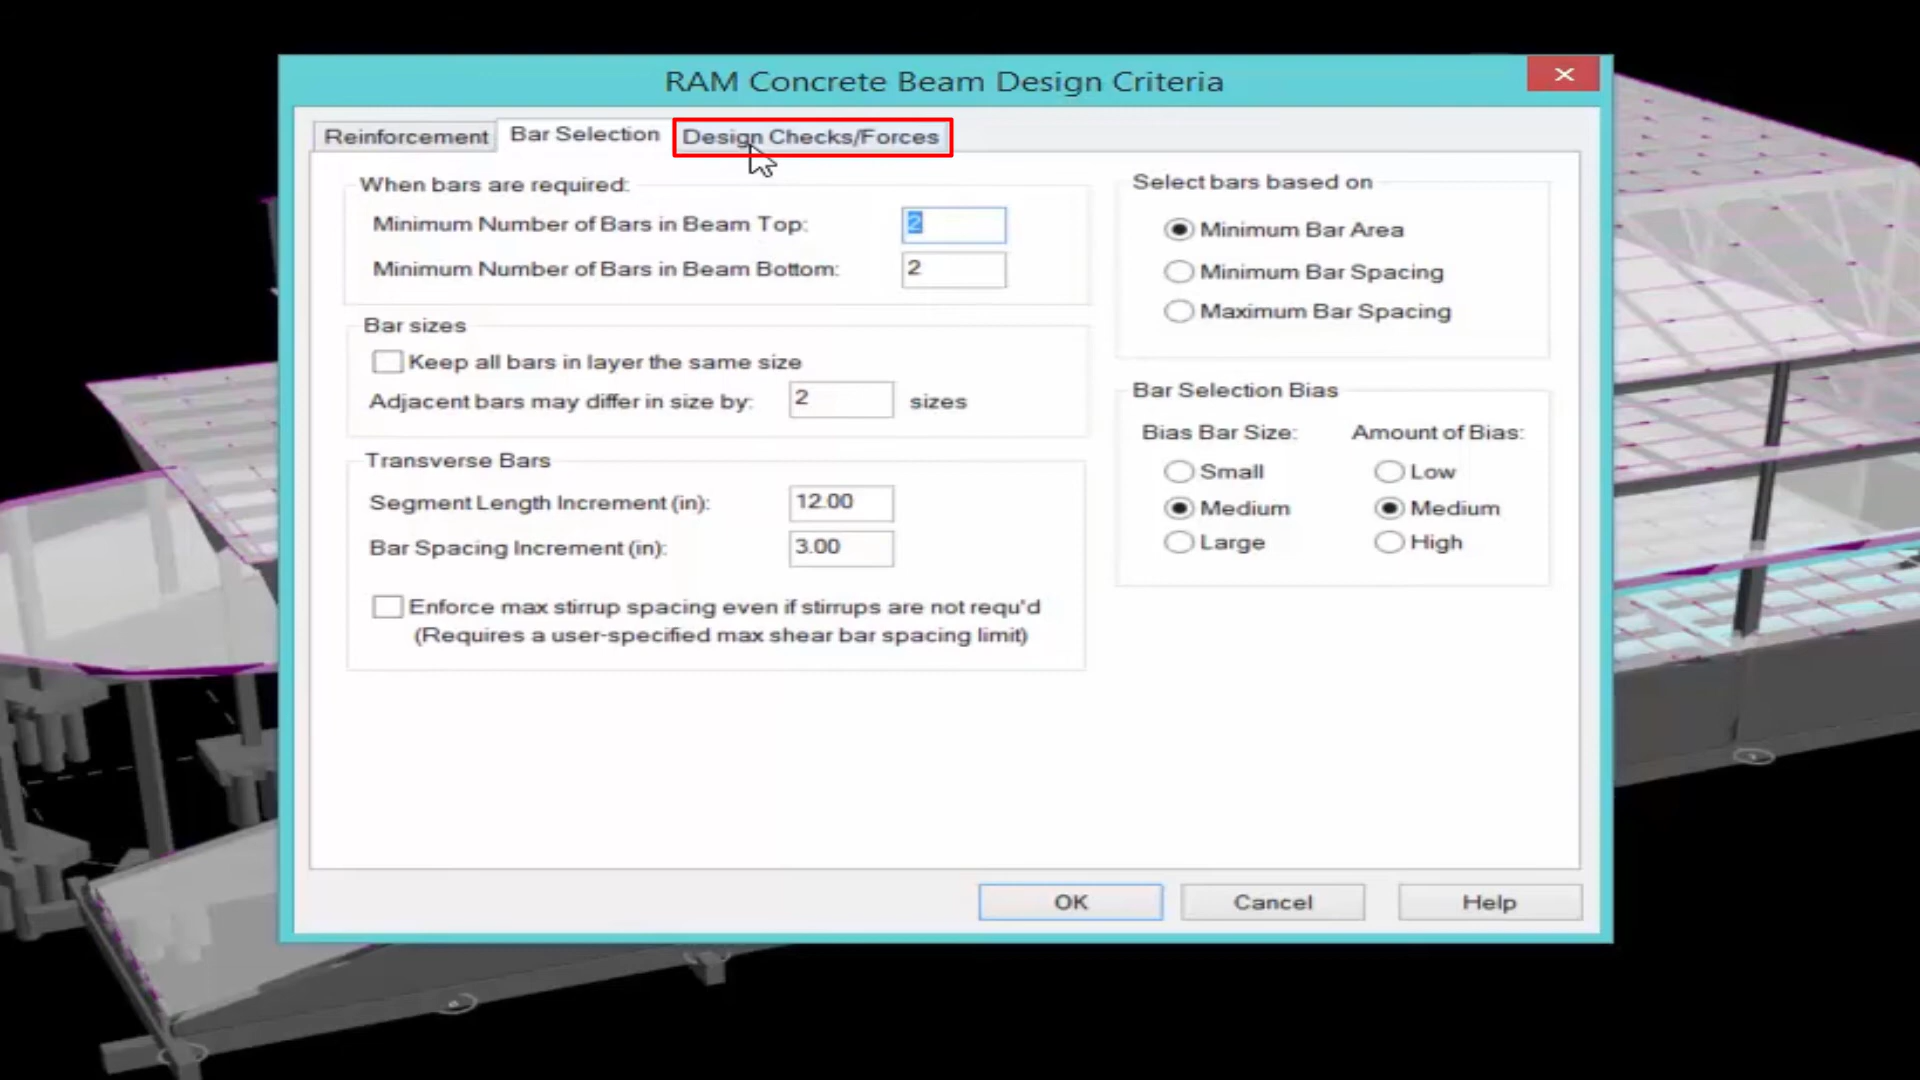 RAM Concrete Beam Design Criteria
Reinforcement
Bar Selection
Design Checks/Forces
When bars are required:
Minimum Number of Bars in Beam Top: 2
Minimum Number of Bars in Beam Bottom: 2
Bar sizes
Keep all bars in layer the same size
Adjacent bars may differ in size by: 2 sizes
Transverse Bars
Segment Length Increment (in): 12.00
Bar Spacing Increment (in): 3.00
Enforce max stirrup spacing even if stirrups are not requ'd
(Requires a user-specified max shear bar spacing limit)
Select bars based on
Minimum Bar Area
Minimum Bar Spacing
Maximum Bar Spacing
Bar Selection Bias
Bias Bar Size: Amount of Bias:
Small Low
Medium Medium
Large High
OK Cancel Help